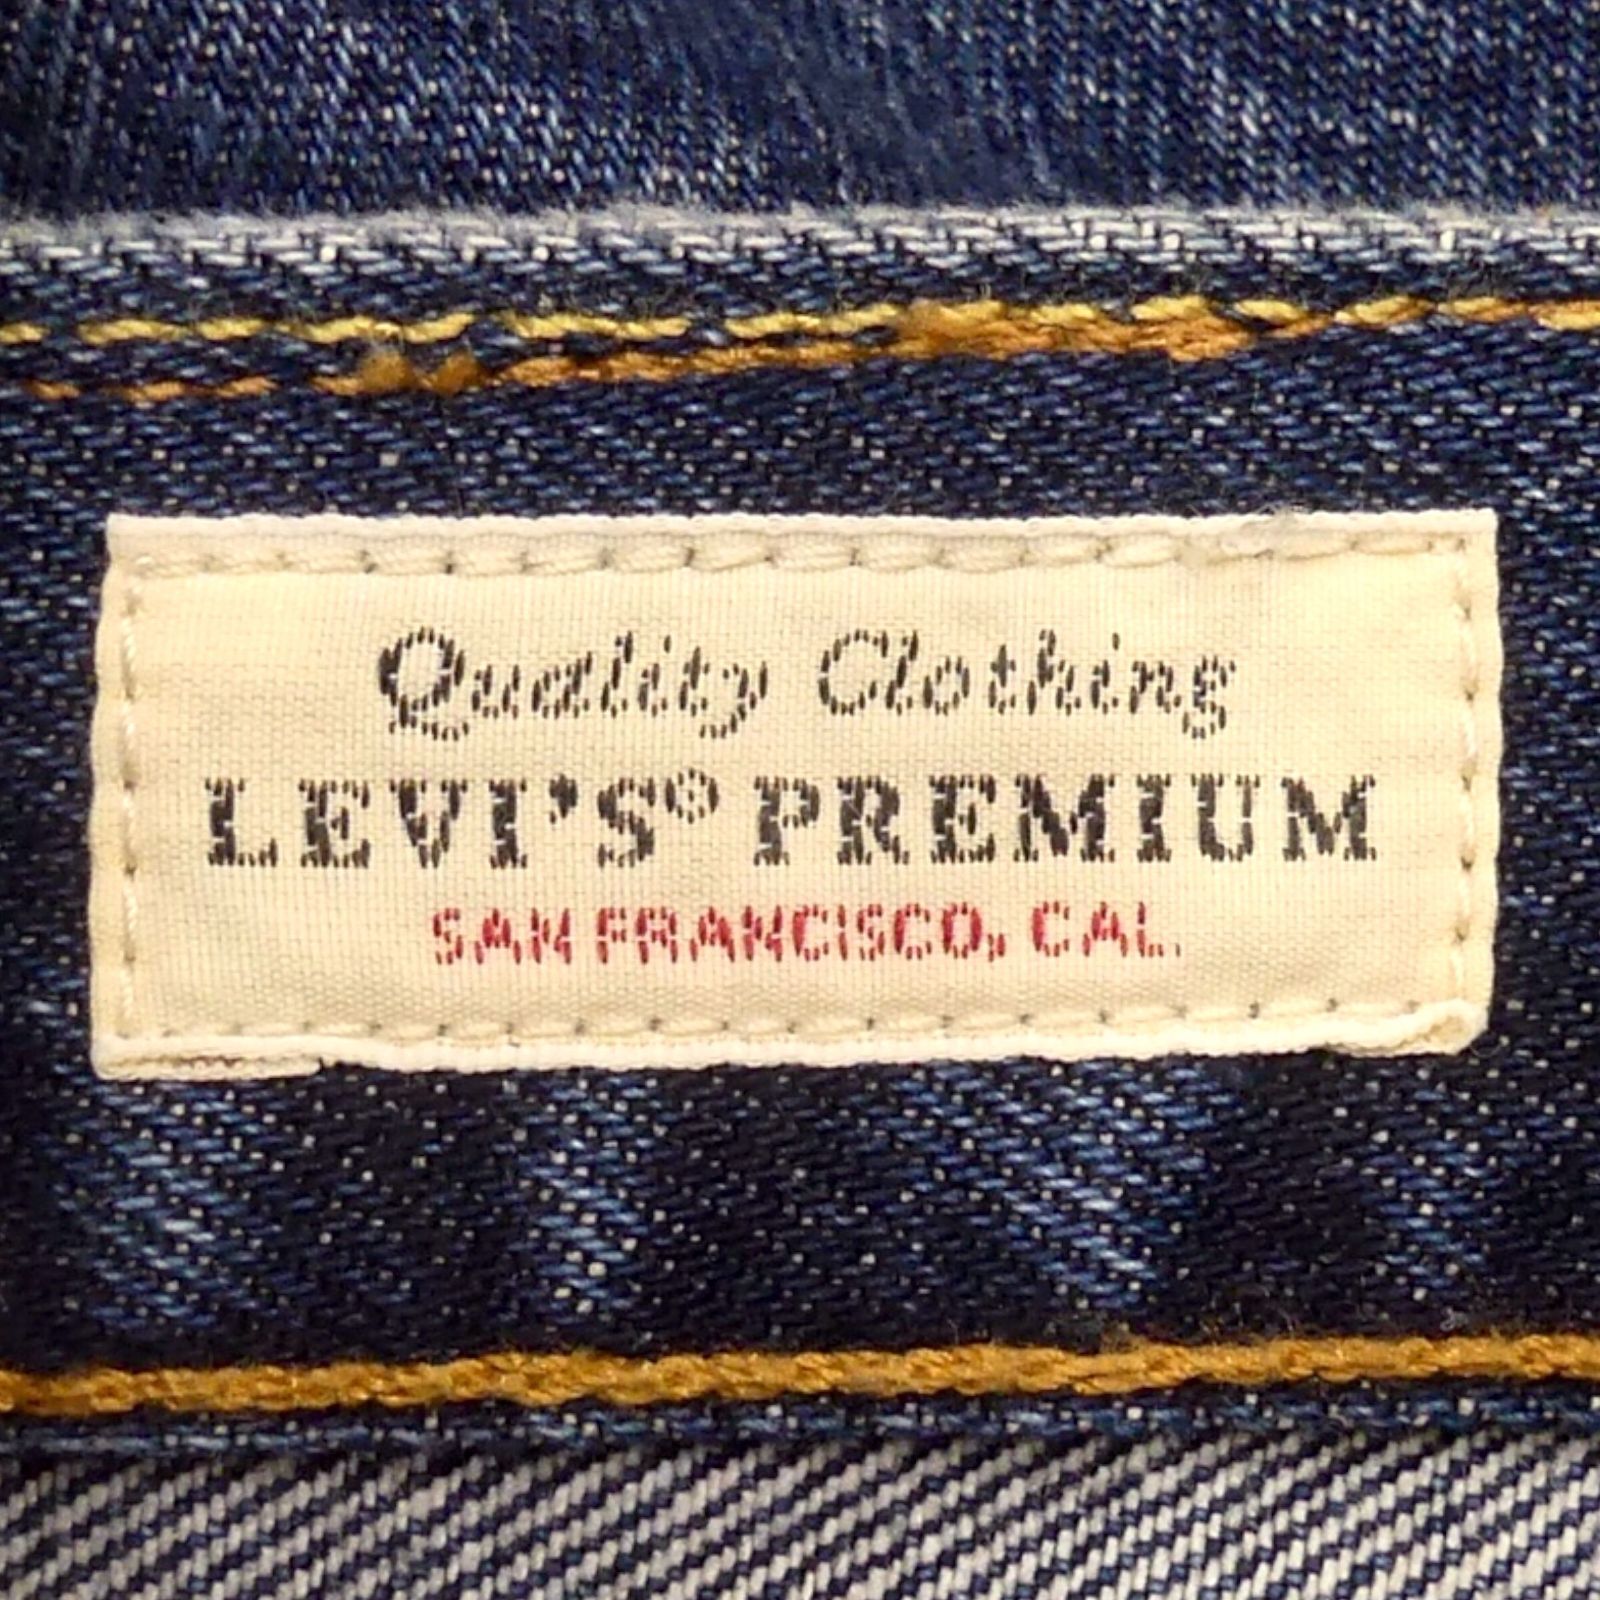 Quality Clothing
LEVI'S® PREMIUM
SAN FRANCISCO, CAL.